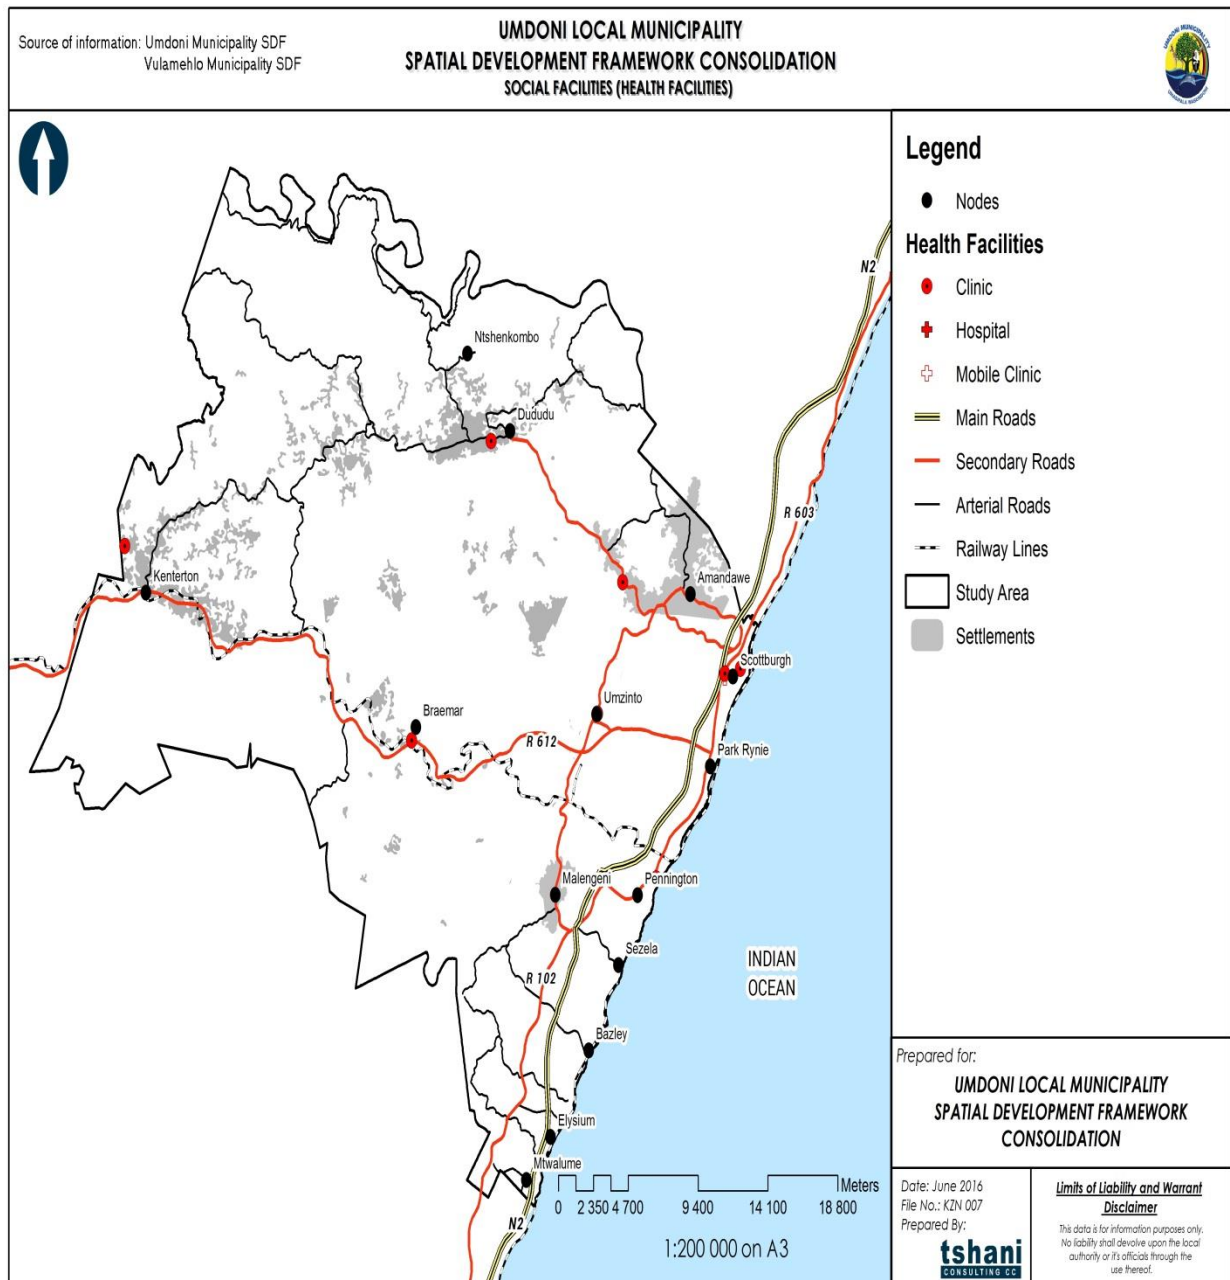 Source of information: Umdoni Municipality SDF
Vulamehlo Municipality SDF
UMDONI LOCAL MUNICIPALITY
SPATIAL DEVELOPMENT FRAMEWORK CONSOLIDATION
SOCIAL FACILITIES (HEALTH FACILITIES)
UMDONI MUNICIPALITY
N2
Ntshenkombo
Dududu
R 603
Kenterton
Amandawe
Scottburgh
Umzinto
Braemar
R 612
Park Rynie
Malengeni
Pennington
Sezela
R 102
INDIAN
OCEAN
Bazley
Elysium
Mtwalume
N2
Meters
0 2 350 4 700 9 400 14 100 18 800
1:200 000 on A3
Legend
Nodes
Health Facilities
Clinic
Hospital
Mobile Clinic
Main Roads
Secondary Roads
Arterial Roads
Railway Lines
Study Area
Settlements
Prepared for:
UMDONI LOCAL MUNICIPALITY
SPATIAL DEVELOPMENT FRAMEWORK
CONSOLIDATION
Date: June 2016
File No.: KZN 007
Prepared By:
tshani
CONSULTING CC
Limits of Liability and Warrant
Disclaimer
This data is for information purposes only.
No liability shall devolve upon the local
authority or it's officials through the
use thereof.